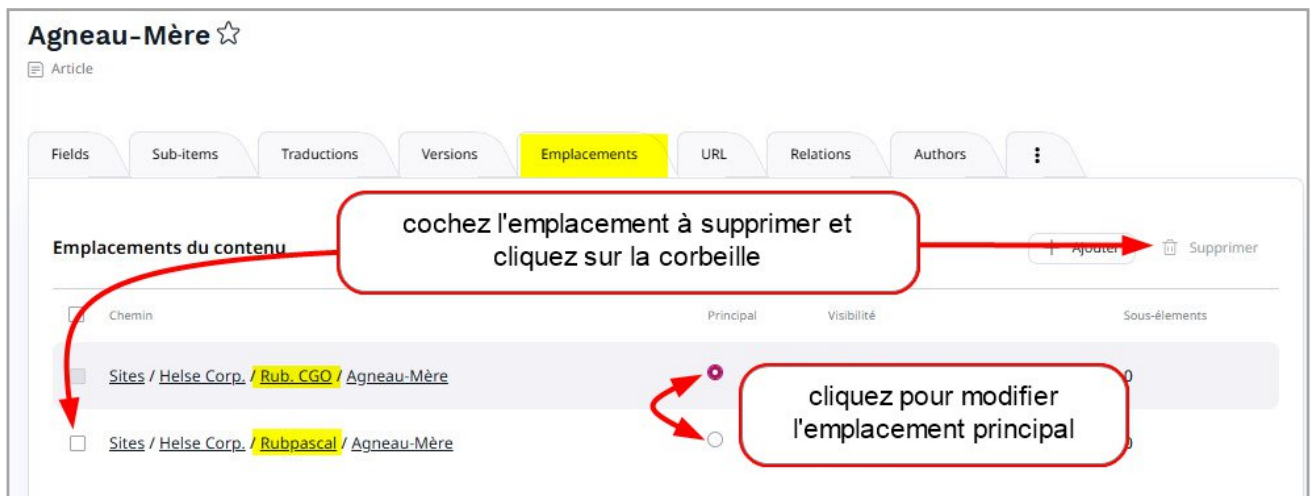 Agneau-Mère
Article
Fields Sub-items Traductions Versions Emplacements URL Relations Authors
cochez l'emplacement à supprimer et
cliquez sur la corbeille
Emplacements du contenu
+ Ajouter Supprimer
Chemin Principal Visibilité Sous-élements
Sites / Helse Corp. / Rub. CGO / Agneau-Mère 0
cliquez pour modifier
l'emplacement principal
Sites / Helse Corp. / Rubpascal / Agneau-Mère 0